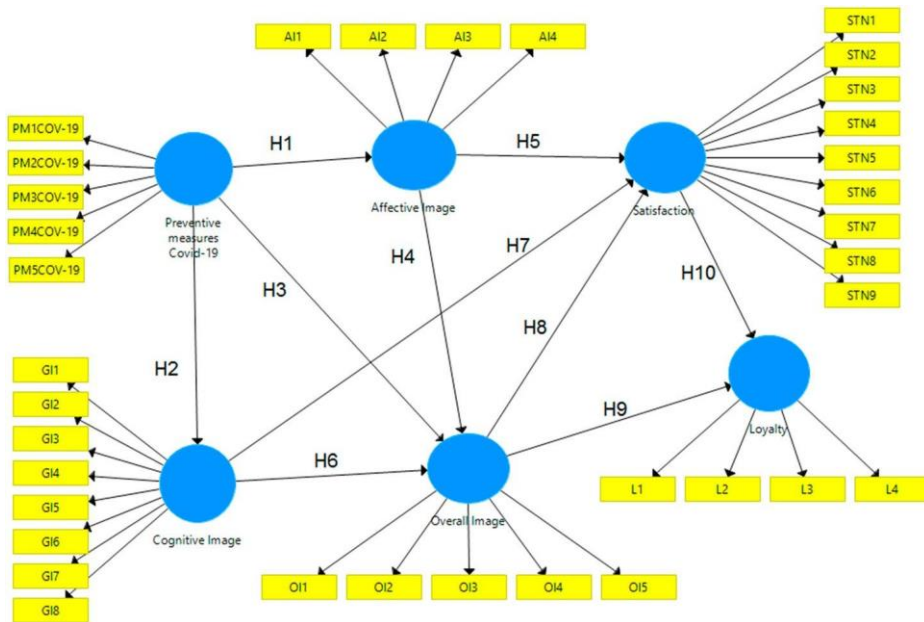 AI1
AI2
AI3
AI4
STN1
STN2
STN3
STN4
STN5
STN6
STN7
STN8
STN9
PM1COV-19
PM2COV-19
PM3COV-19
PM4COV-19
PM5COV-19
H1
H5
Preventive
measures
Covid-19
Affective Image
Satisfaction
H7
H4
H3
H10
H8
H2
GI1
GI2
GI3
GI4
GI5
GI6
GI7
GI8
H9
Loyalty
H6
L1
L2
L3
L4
Cognitive Image
Overall Image
OI1
OI2
OI3
OI4
OI5